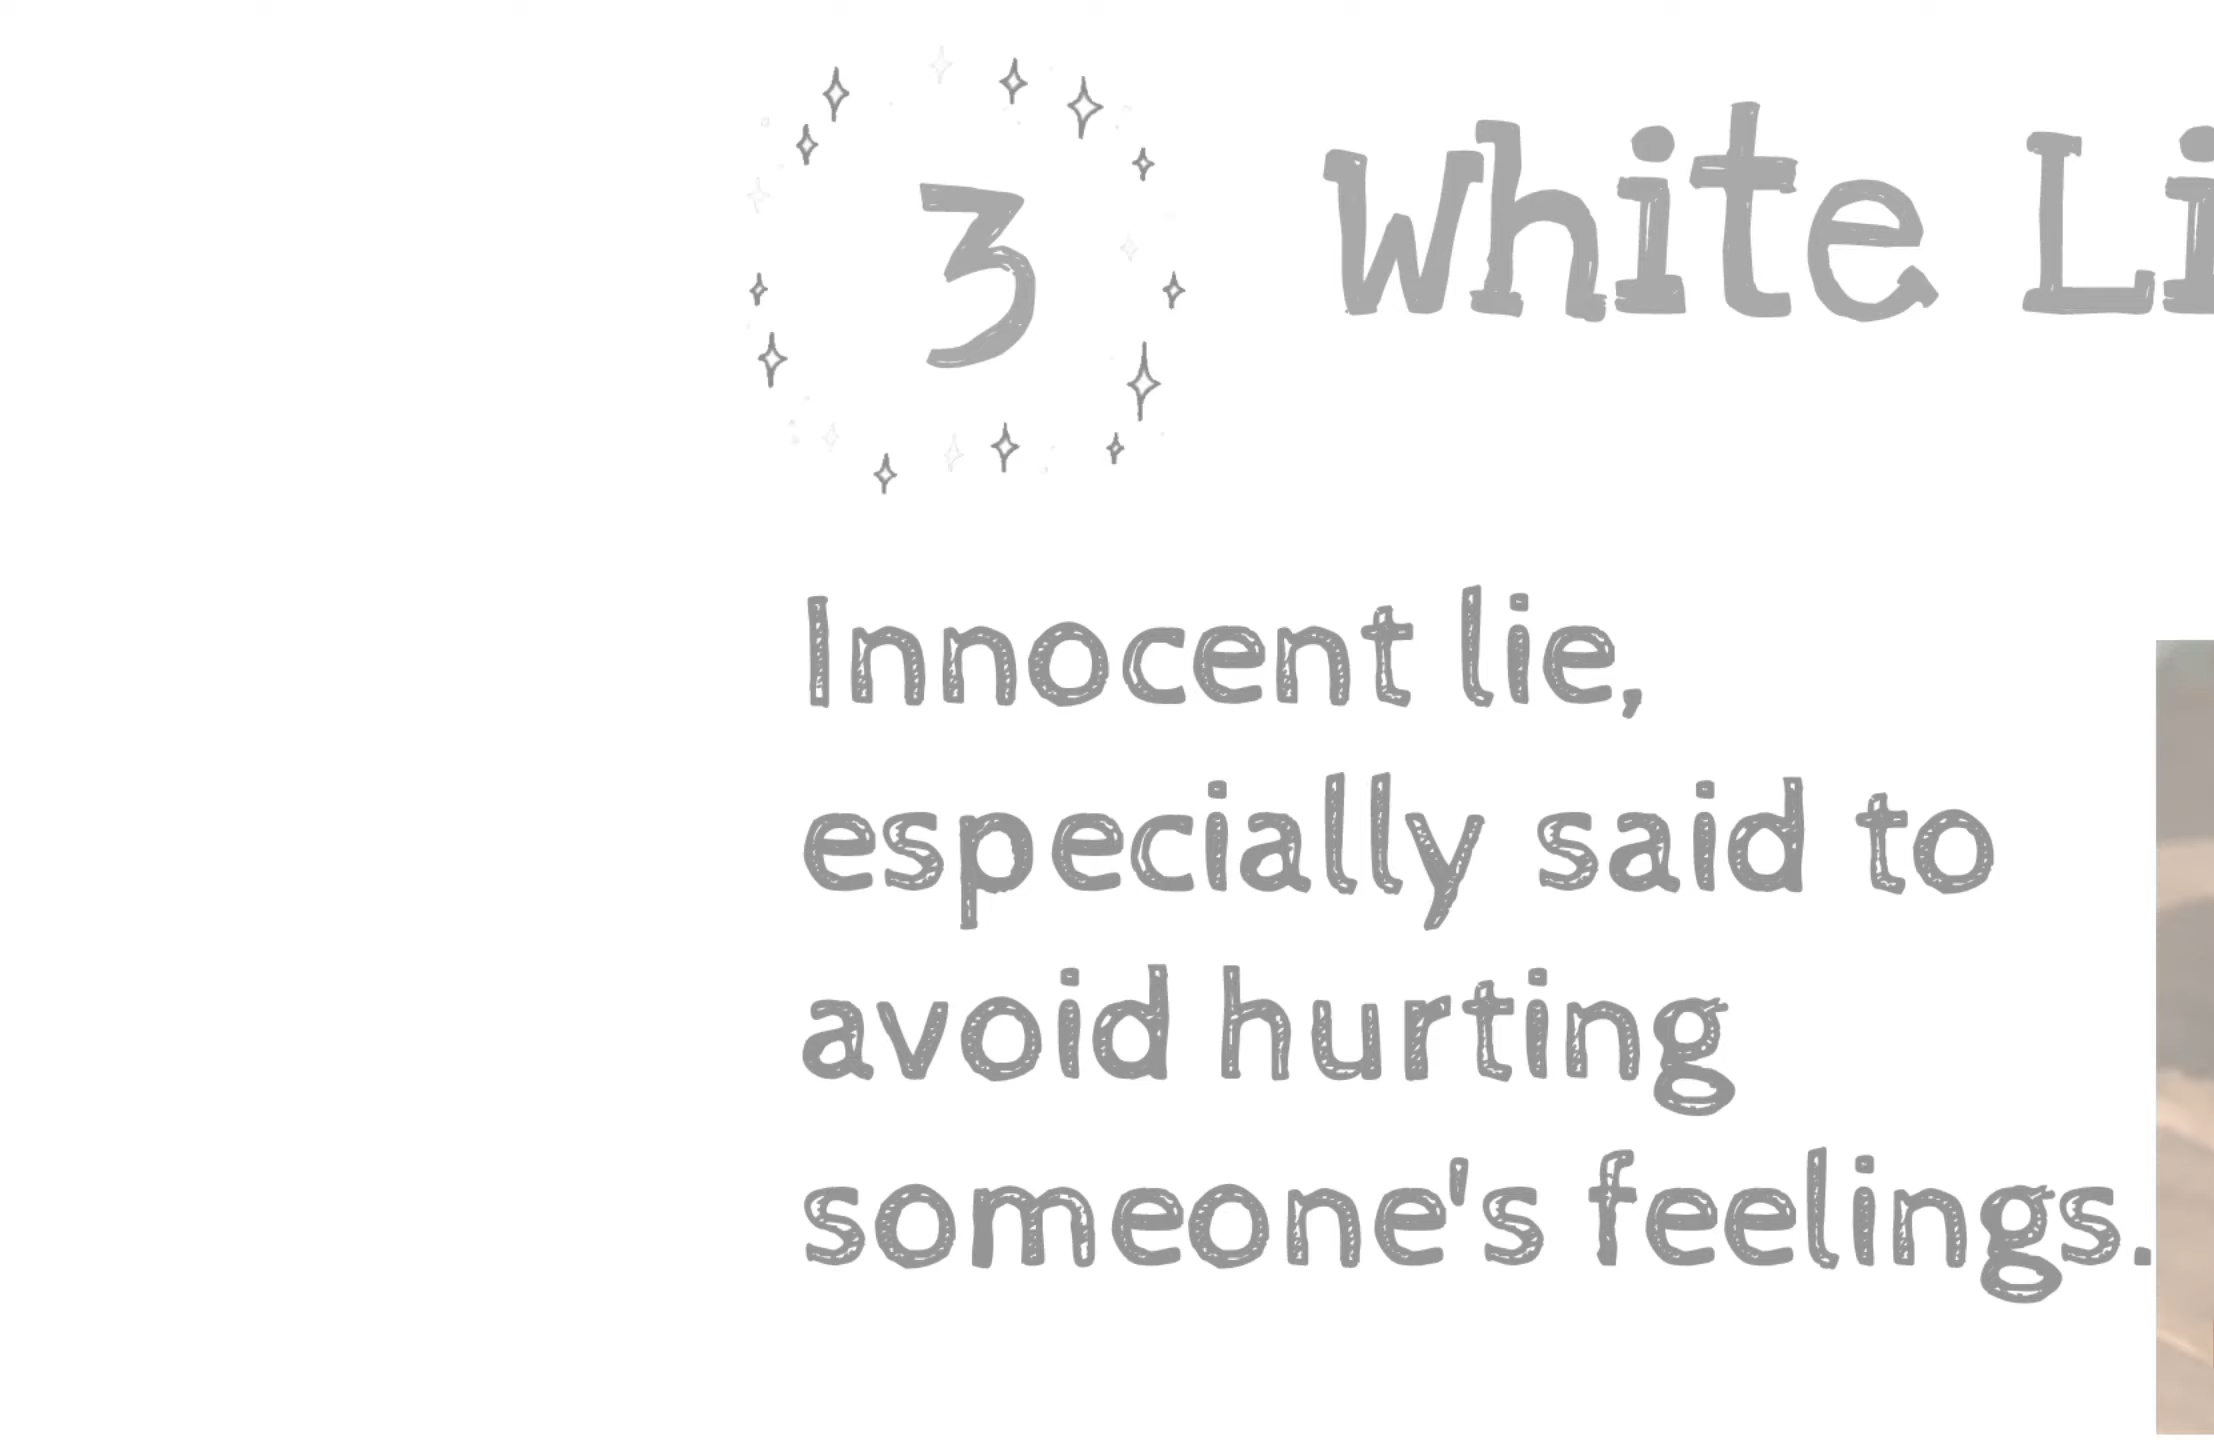 3
White Li
Innocent lie,
especially said to
avoid hurting
someone's feelings.